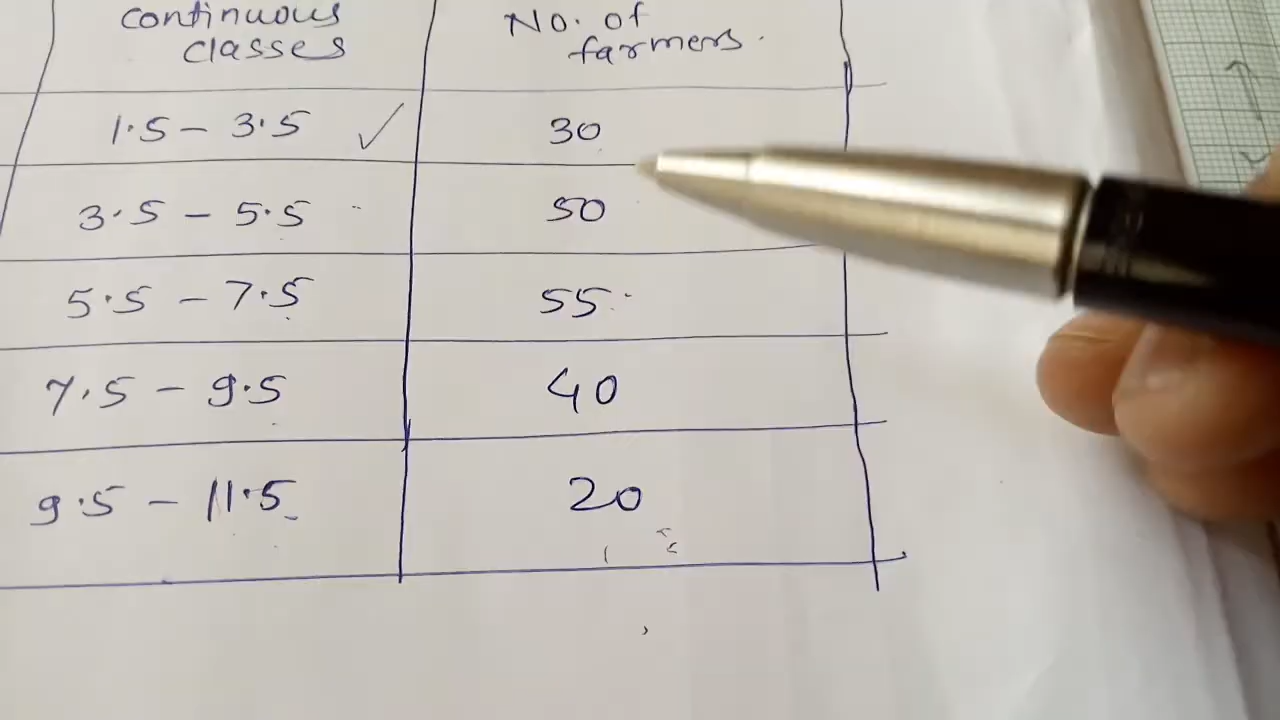 continuous classes
No. of farmers.
1.5 - 3.5 ✓ 30
3.5 - 5.5 50
5.5 - 7.5 55
7.5 - 9.5 40
9.5 - 11.5 20